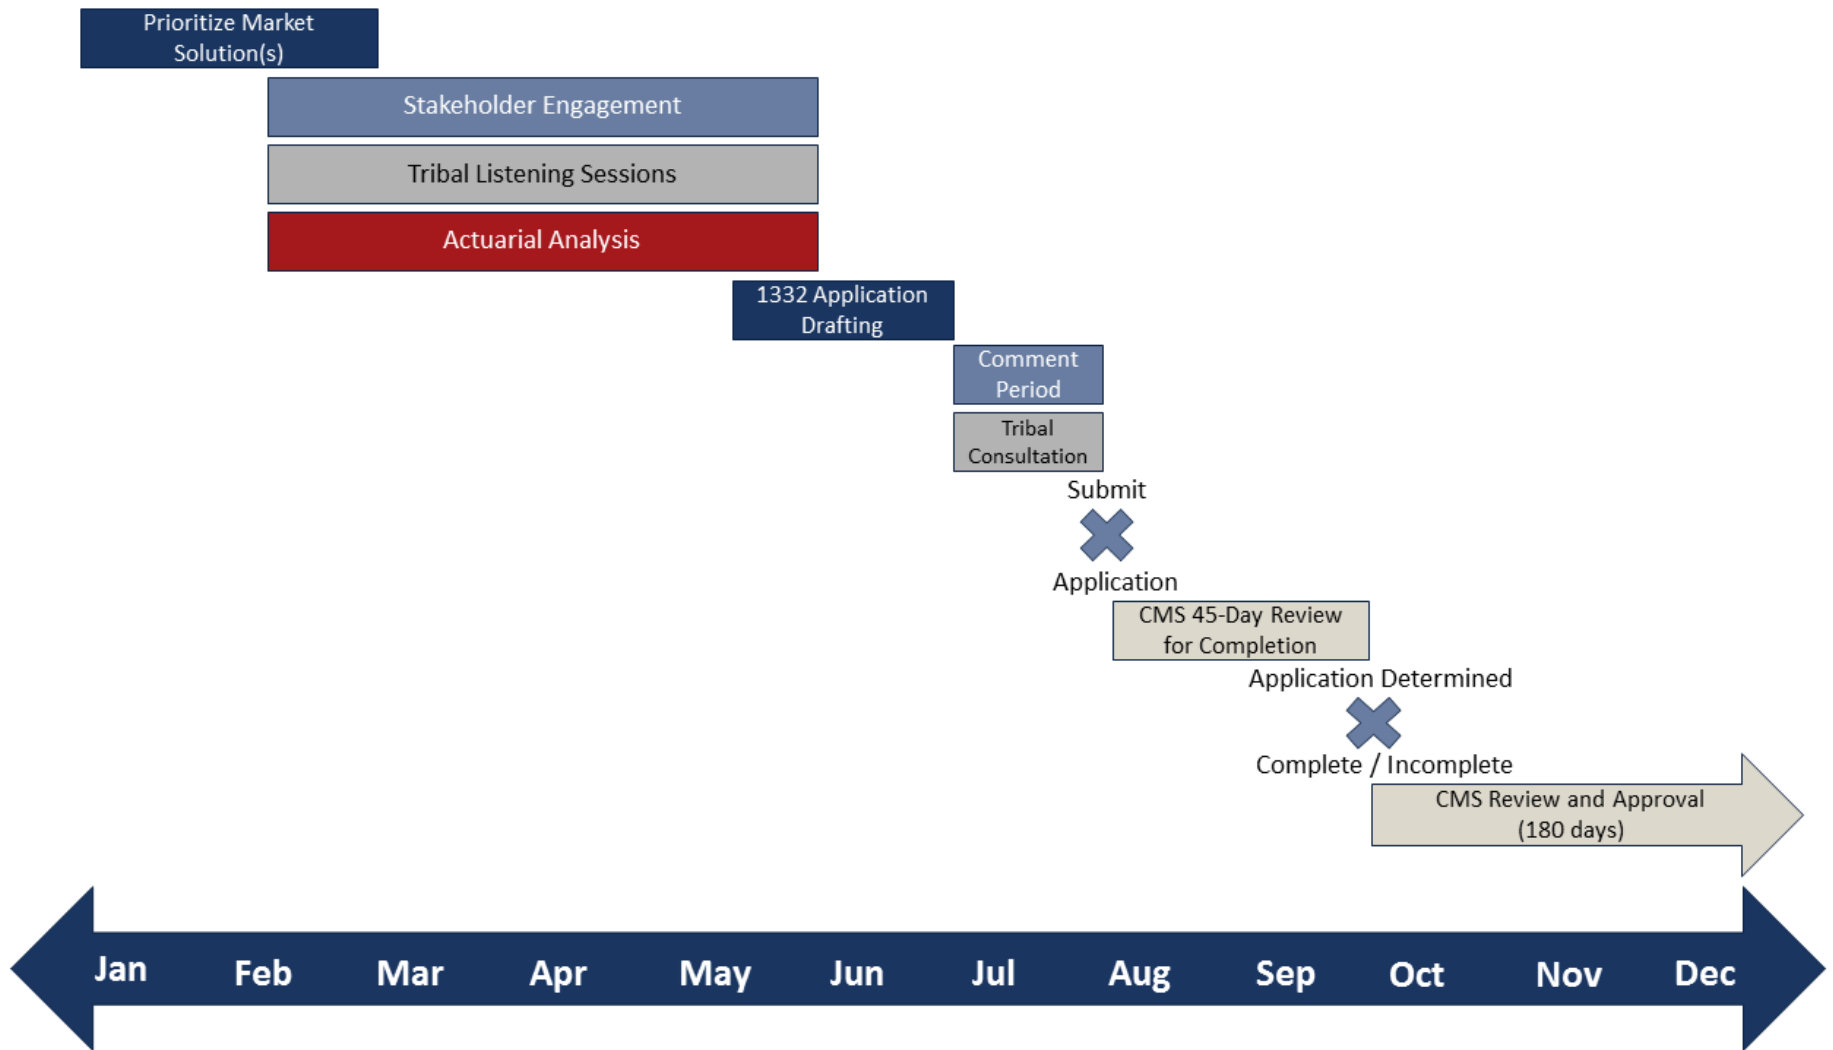 Prioritize Market
Solution(s)
Stakeholder Engagement
Tribal Listening Sessions
Actuarial Analysis
1332 Application
Drafting
Comment
Period
Tribal
Consultation
Submit
Application
CMS 45-Day Review
for Completion
Application Determined
Complete / Incomplete
CMS Review and Approval
(180 days)
Jan Feb Mar Apr May Jun Jul Aug Sep Oct Nov Dec